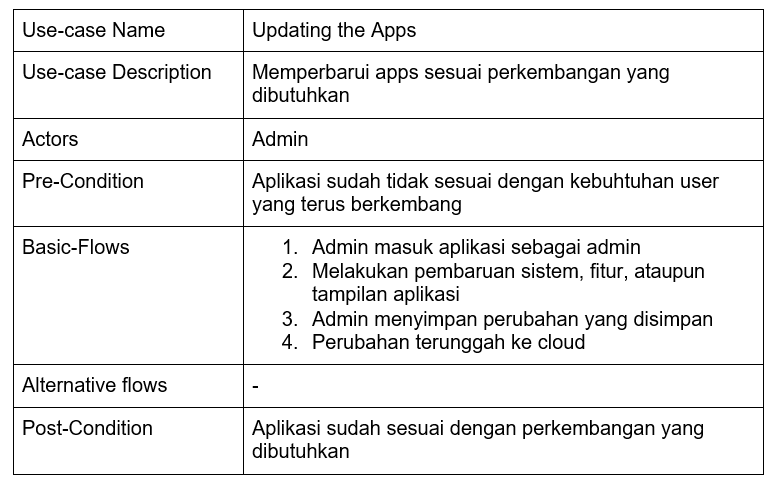 Use-case Name
Updating the Apps
Use-case Description
Memperbarui apps sesuai perkembangan yang
dibutuhkan
Actors
Admin
Pre-Condition
Aplikasi sudah tidak sesuai dengan kebuhtuhan user
yang terus berkembang
Basic-Flows
1. Admin masuk aplikasi sebagai admin
2. Melakukan pembaruan sistem, fitur, ataupun
tampilan aplikasi
3. Admin menyimpan perubahan yang disimpan
4. Perubahan terunggah ke cloud
Alternative flows
-
Post-Condition
Aplikasi sudah sesuai dengan perkembangan yang
dibutuhkan